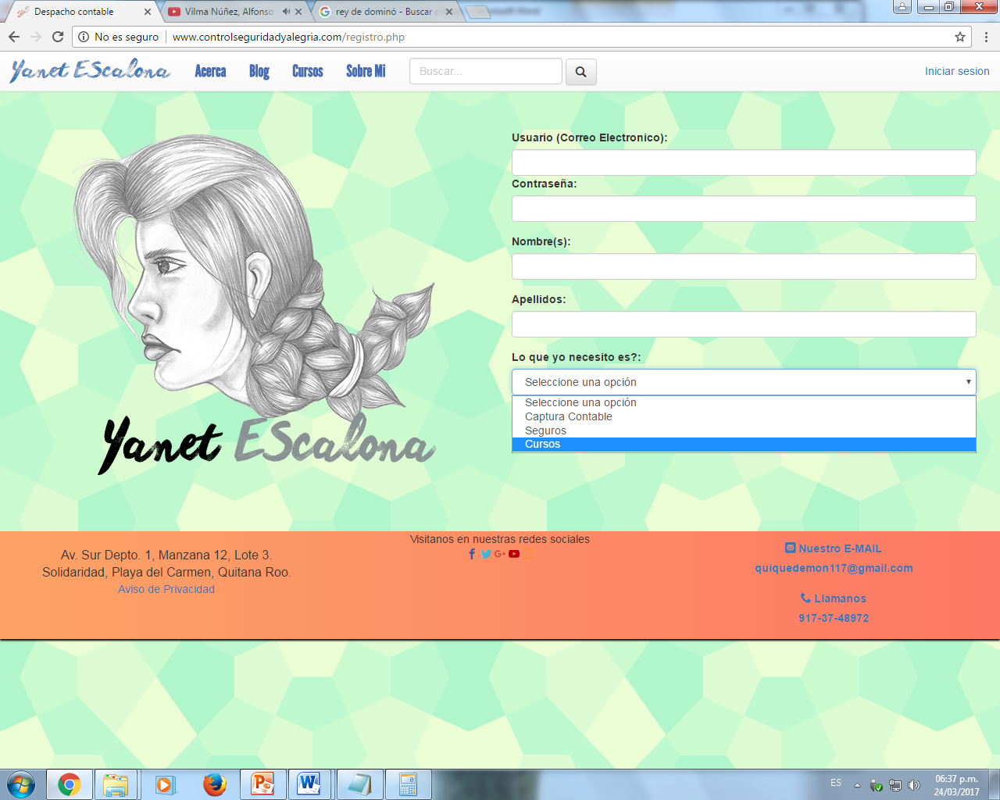 Despacho contable
Vilma Núñez, Alfonso
rey de dominó - Buscar c
No es seguro
www.controlseguridadyalegria.com/registro.php
Yanet EScalona
Acerca
Blog
Cursos
Sobre Mi
Buscar...
Iniciar sesion
Usuario (Correo Electronico):
Contraseña:
Nombre(s):
Apellidos:
Lo que yo necesito es?:
Seleccione una opción
Seleccione una opción
Captura Contable
Seguros
Cursos
Yanet EScalona
Av. Sur Depto. 1, Manzana 12, Lote 3.
Solidaridad, Playa del Carmen, Quitana Roo.
Aviso de Privacidad
Visitanos en nuestras redes sociales
Nuestro E-MAIL
quiquedemon117@gmail.com
Llamanos
917-37-48972
ES
06:37 p.m.
24/03/2017